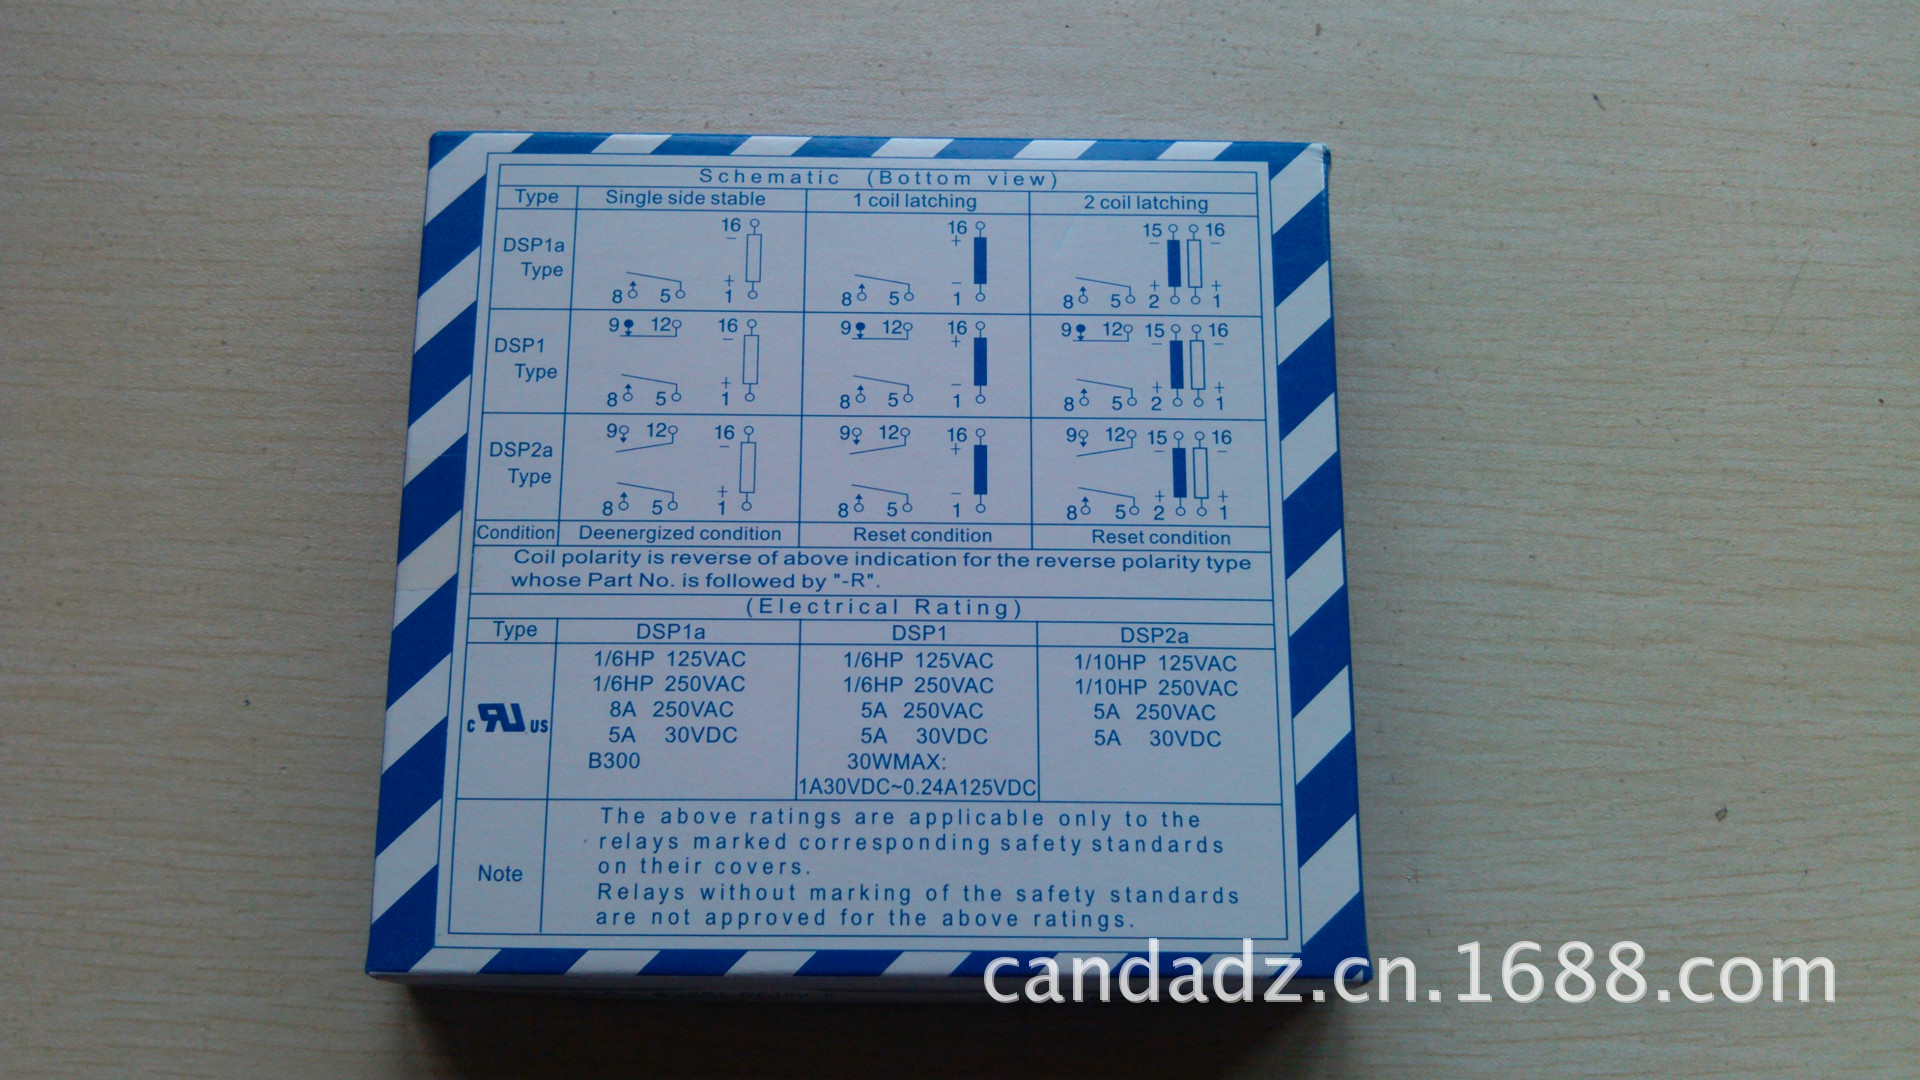 Schematic (Bottom view)
Type Single side stable 1 coil latching 2 coil latching
DSP1a Type
16 − + 8 5 1
16 + − 8 5 1
15 16 − − + + 8 5 2 1
DSP1 Type
9 12 16 − + 8 5 1
9 12 16 + − 8 5 1
9 12 15 16 − − + + 8 5 2 1
DSP2a Type
9 12 16 − + 8 5 1
9 12 16 + − 8 5 1
9 12 15 16 − − + + 8 5 2 1
Condition Deenergized condition Reset condition Reset condition
Coil polarity is reverse of above indication for the reverse polarity type
whose Part No. is followed by "-R".
(Electrical Rating)
Type DSP1a DSP1 DSP2a
1/6HP 125VAC 1/6HP 125VAC 1/10HP 125VAC
1/6HP 250VAC 1/6HP 250VAC 1/10HP 250VAC
8A 250VAC 5A 250VAC 5A 250VAC
c RU us
5A 30VDC 5A 30VDC 5A 30VDC
B300 30WMAX:
1A30VDC~0.24A125VDC
Note
The above ratings are applicable only to the
relays marked corresponding safety standards
on their covers.
Relays without marking of the safety standards
are not approved for the above ratings.
candadz.cn.1688.com